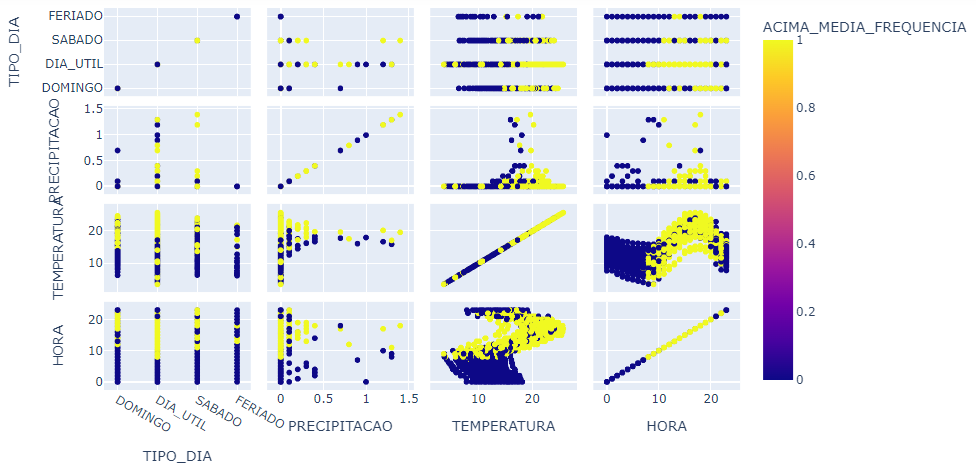 FERIADO
SABADO
DIA_UTIL
DOMINGO
TIPO_DIA
1.5
1
0.5
0
PRECIPITACAO
20
10
TEMPERATURA
20
10
0
HORA
DOMINGO
DIA_UTIL
SABADO
FERIADO
TIPO_DIA
0 0.5 1 1.5
PRECIPITACAO
10 20
TEMPERATURA
0 10 20
HORA
ACIMA_MEDIA_FREQUENCIA
1
0.8
0.6
0.4
0.2
0